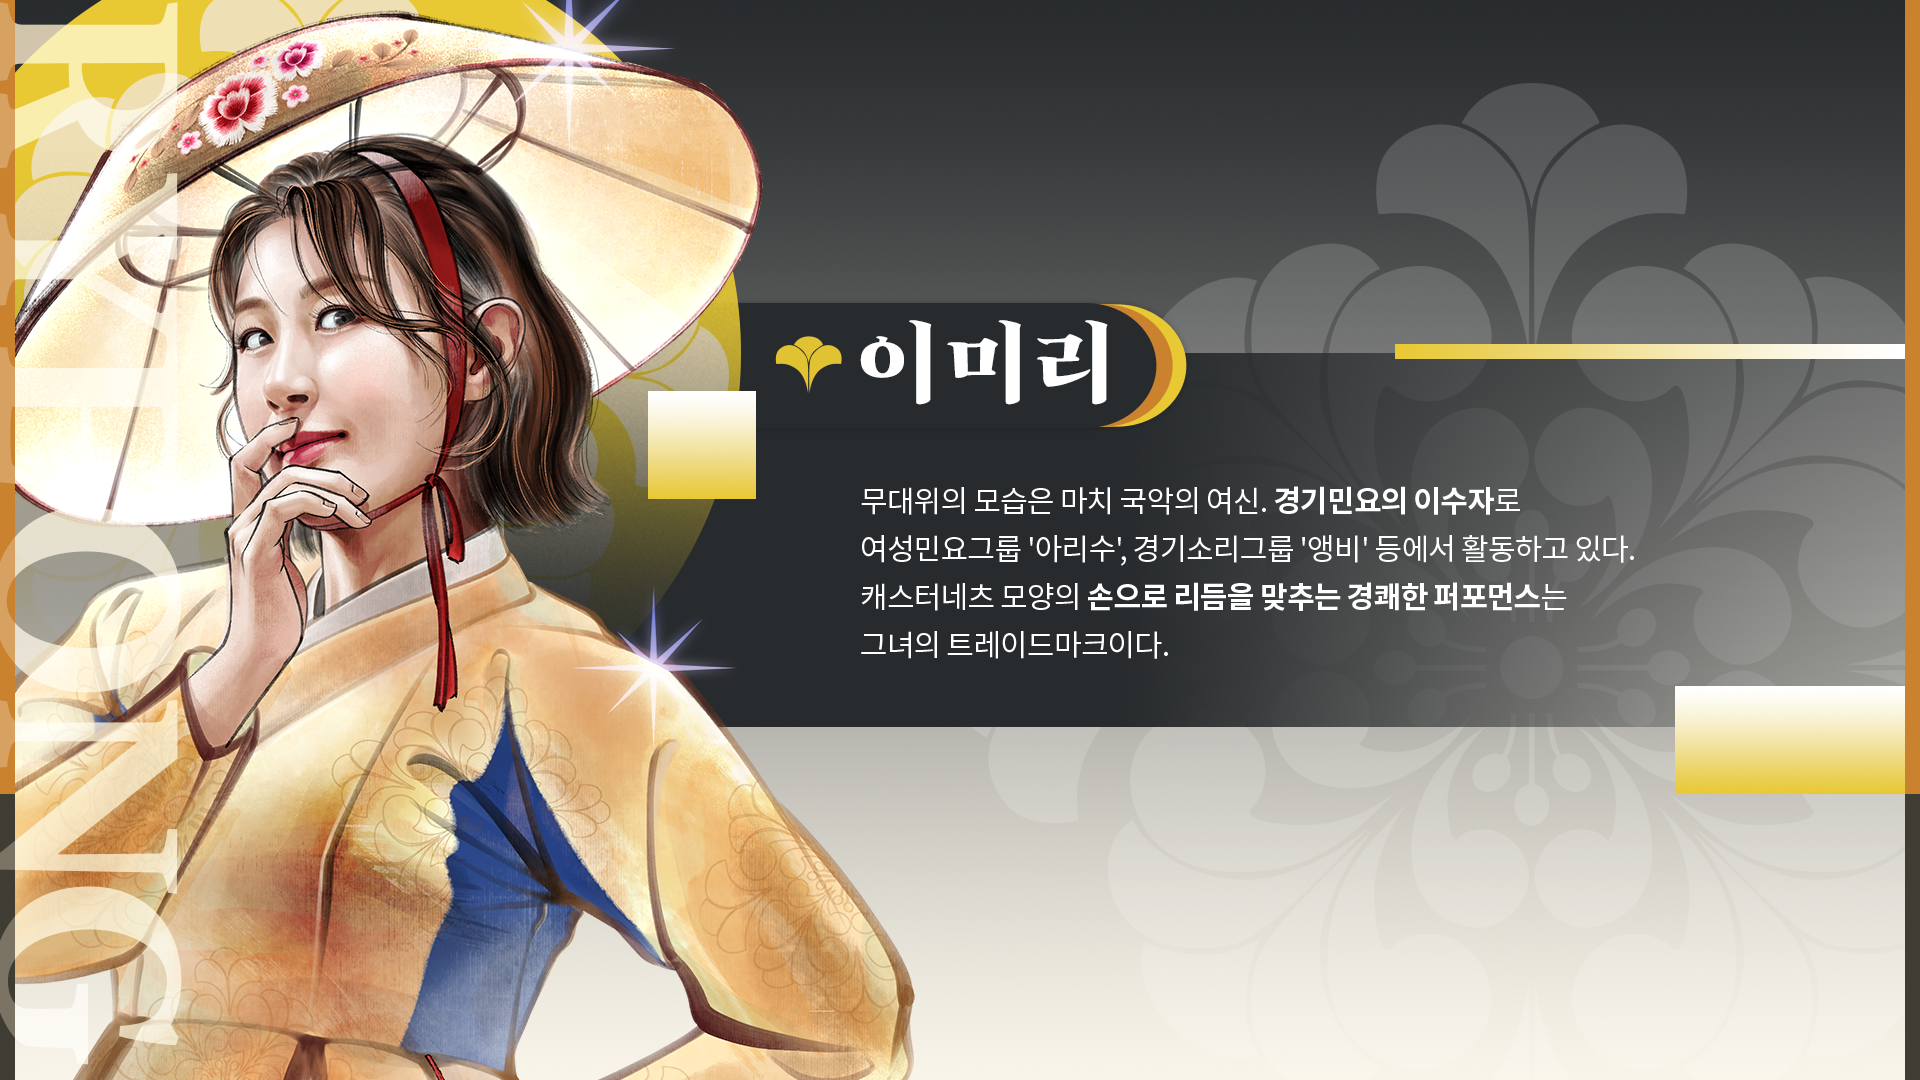 이미리
무대위의 모습은 마치 국악의 여신. 경기민요의 이수자로
여성민요그룹 '아리수', 경기소리그룹 '앵비' 등에서 활동하고 있다.
캐스터네츠 모양의 손으로 리듬을 맞추는 경쾌한 퍼포먼스는
그녀의 트레이드마크이다.